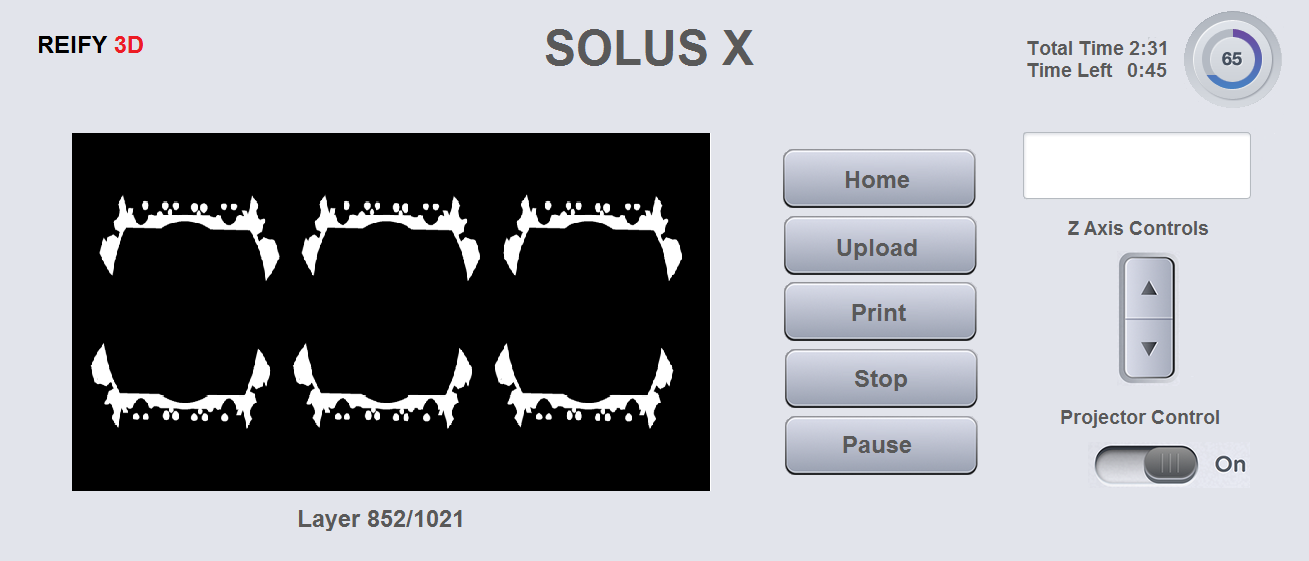 REIFY 3D
SOLUS X
Total Time 2:31
Time Left 0:45
65
Home
Upload
Print
Stop
Pause
Z Axis Controls
Projector Control
On
Layer 852/1021